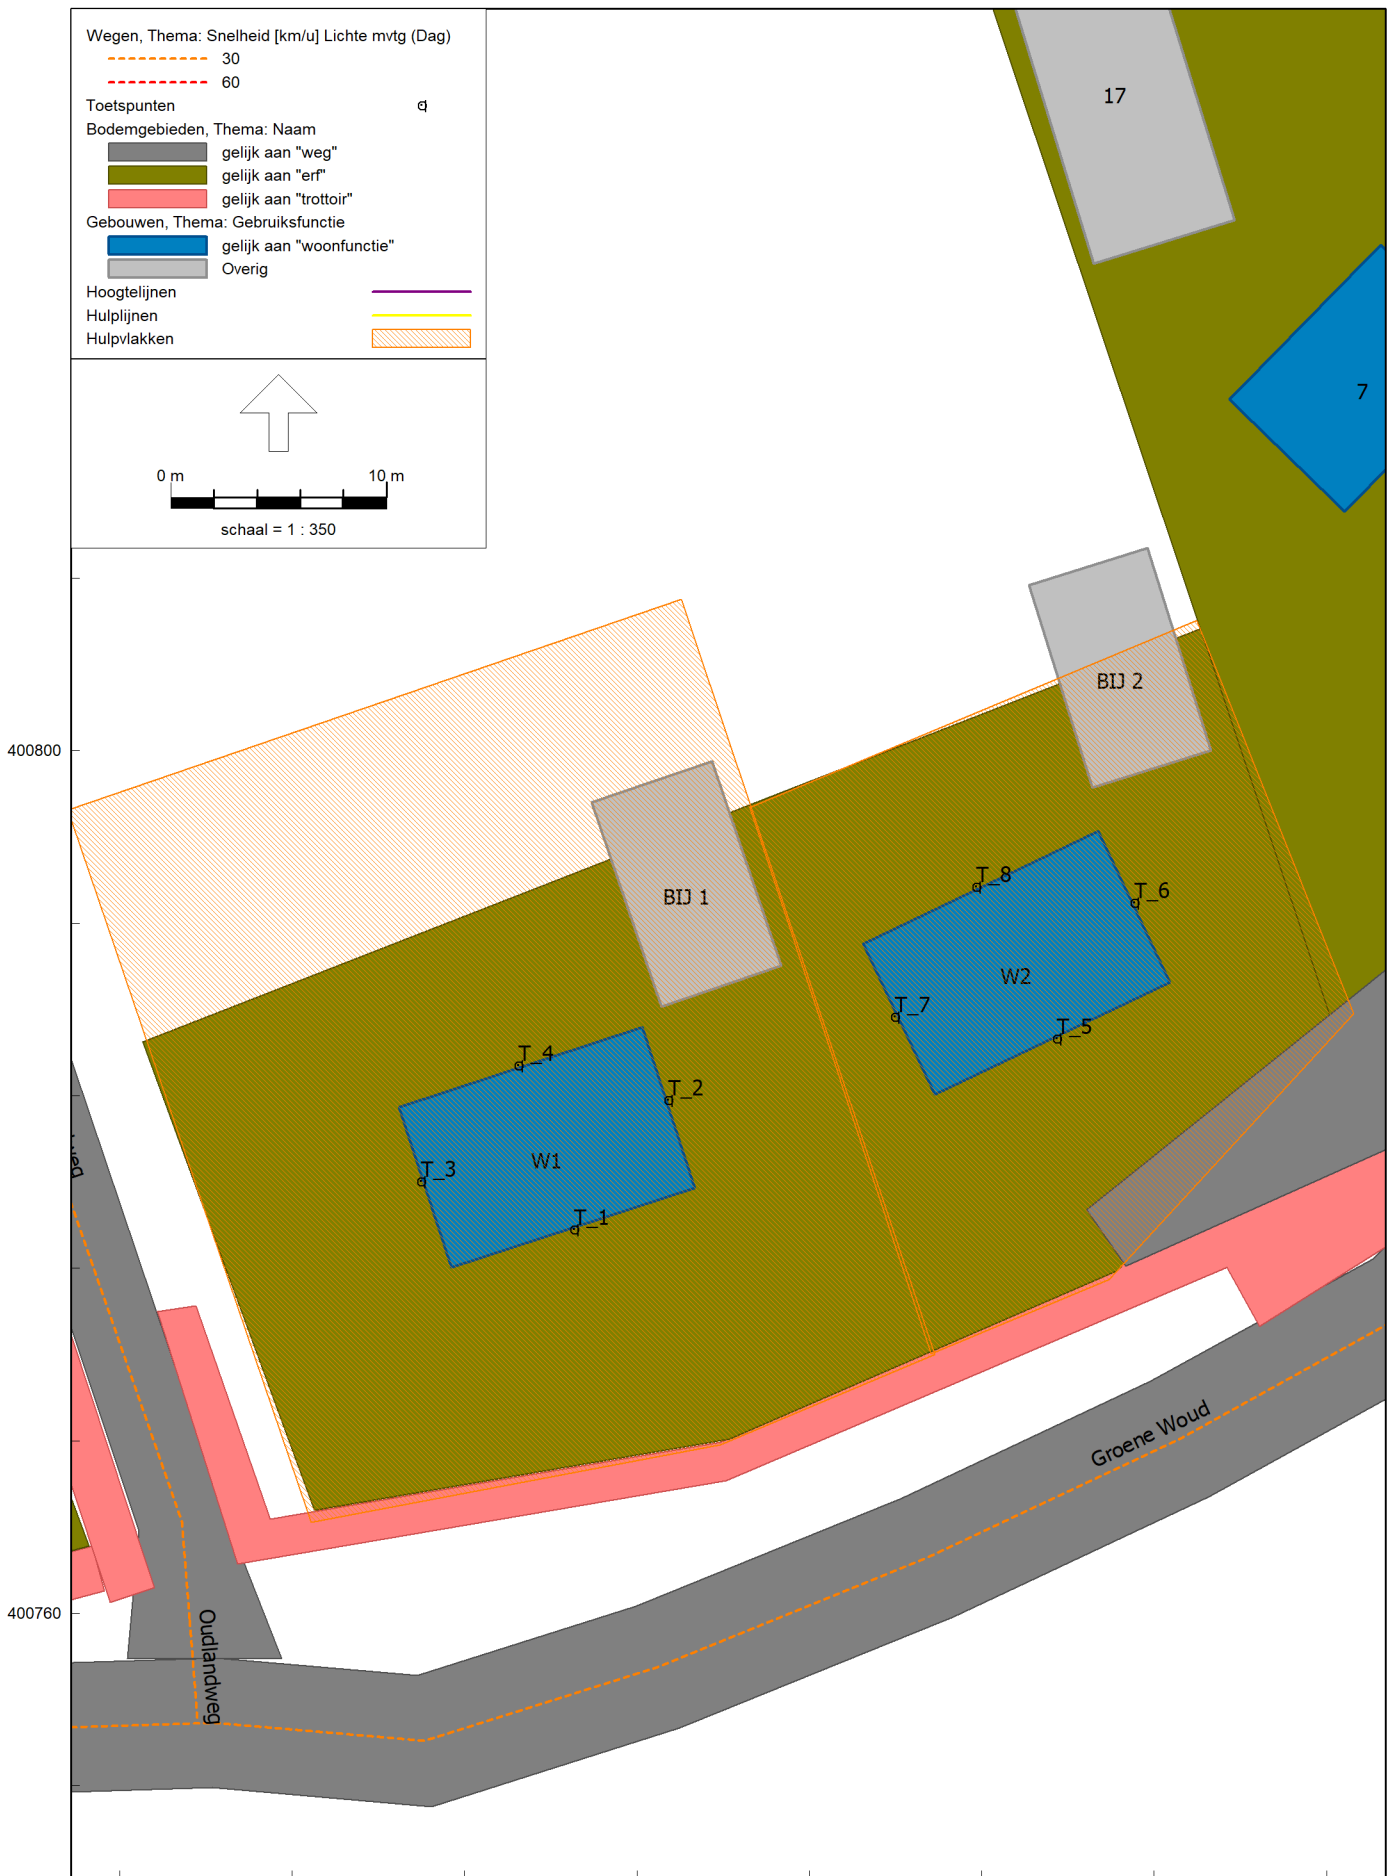 Wegen, Thema: Snelheid [km/u] Lichte mvtg (Dag)
30
60
Toetspunten
Bodemgebieden, Thema: Naam
gelijk aan "weg"
gelijk aan "erf"
gelijk aan "trottoir"
Gebouwen, Thema: Gebruiksfunctie
gelijk aan "woonfunctie"
Overig
Hoogtelijnen
Hulplijnen
Hulpvlakken
0 m 10 m
schaal = 1 : 350
17
7
BIJ 2
400800
BIJ 1
T_8
T_6
W2
T_7
T_5
T_4
T_2
W1
T_3
T_1
Groene Woud
400760
Oudlandweg